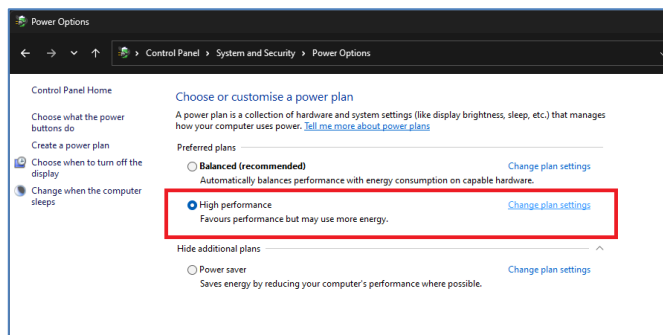 Power Options
Control Panel > System and Security > Power Options
Control Panel Home
Choose what the power
buttons do
Create a power plan
Choose when to turn off the
display
Change when the computer
sleeps
Choose or customise a power plan
A power plan is a collection of hardware and system settings (like display brightness, sleep, etc.) that manages
how your computer uses power. Tell me more about power plans
Preferred plans
Balanced (recommended) Change plan settings
Automatically balances performance with energy consumption on capable hardware.
High performance Change plan settings
Favours performance but may use more energy.
Hide additional plans
Power saver Change plan settings
Saves energy by reducing your computer's performance where possible.